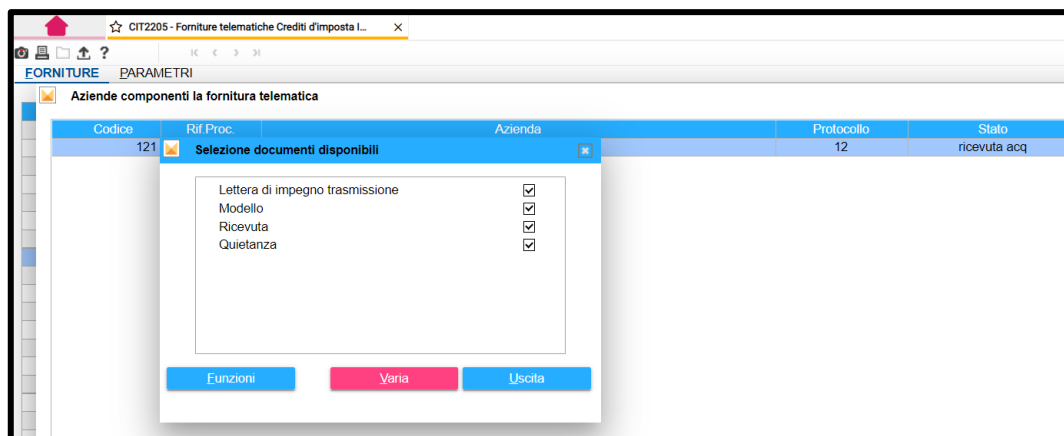 CIT2205 - Forniture telematiche Crediti d'imposta I...
FORNITURE PARAMETRI
Aziende componenti la fornitura telematica
Codice Rif.Proc. Azienda Protocollo Stato
121 12 ricevuta acq
Selezione documenti disponibili
Lettera di impegno trasmissione
Modello
Ricevuta
Quietanza
Funzioni Varia Uscita